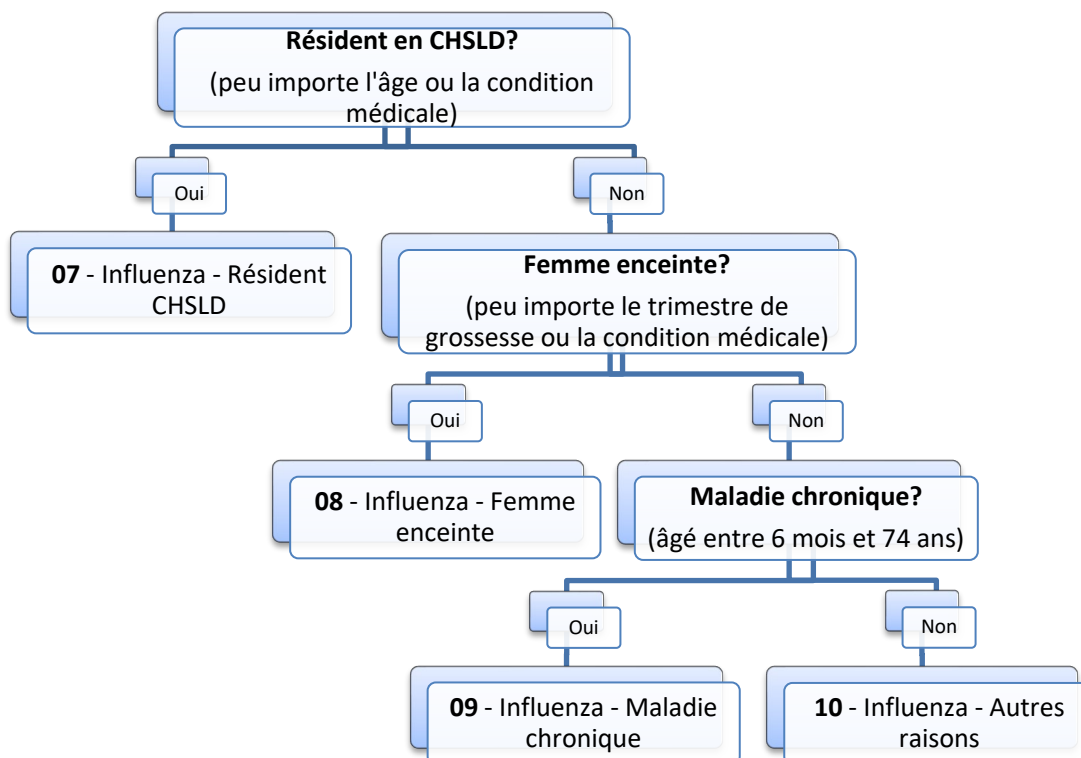 Résident en CHSLD?
(peu importe l'âge ou la condition
médicale)
Oui
Non
07 - Influenza - Résident
CHSLD
Femme enceinte?
(peu importe le trimestre de
grossesse ou la condition médicale)
Oui
Non
08 - Influenza - Femme
enceinte
Maladie chronique?
(âgé entre 6 mois et 74 ans)
Oui
Non
09 - Influenza - Maladie
chronique
10 - Influenza - Autres
raisons